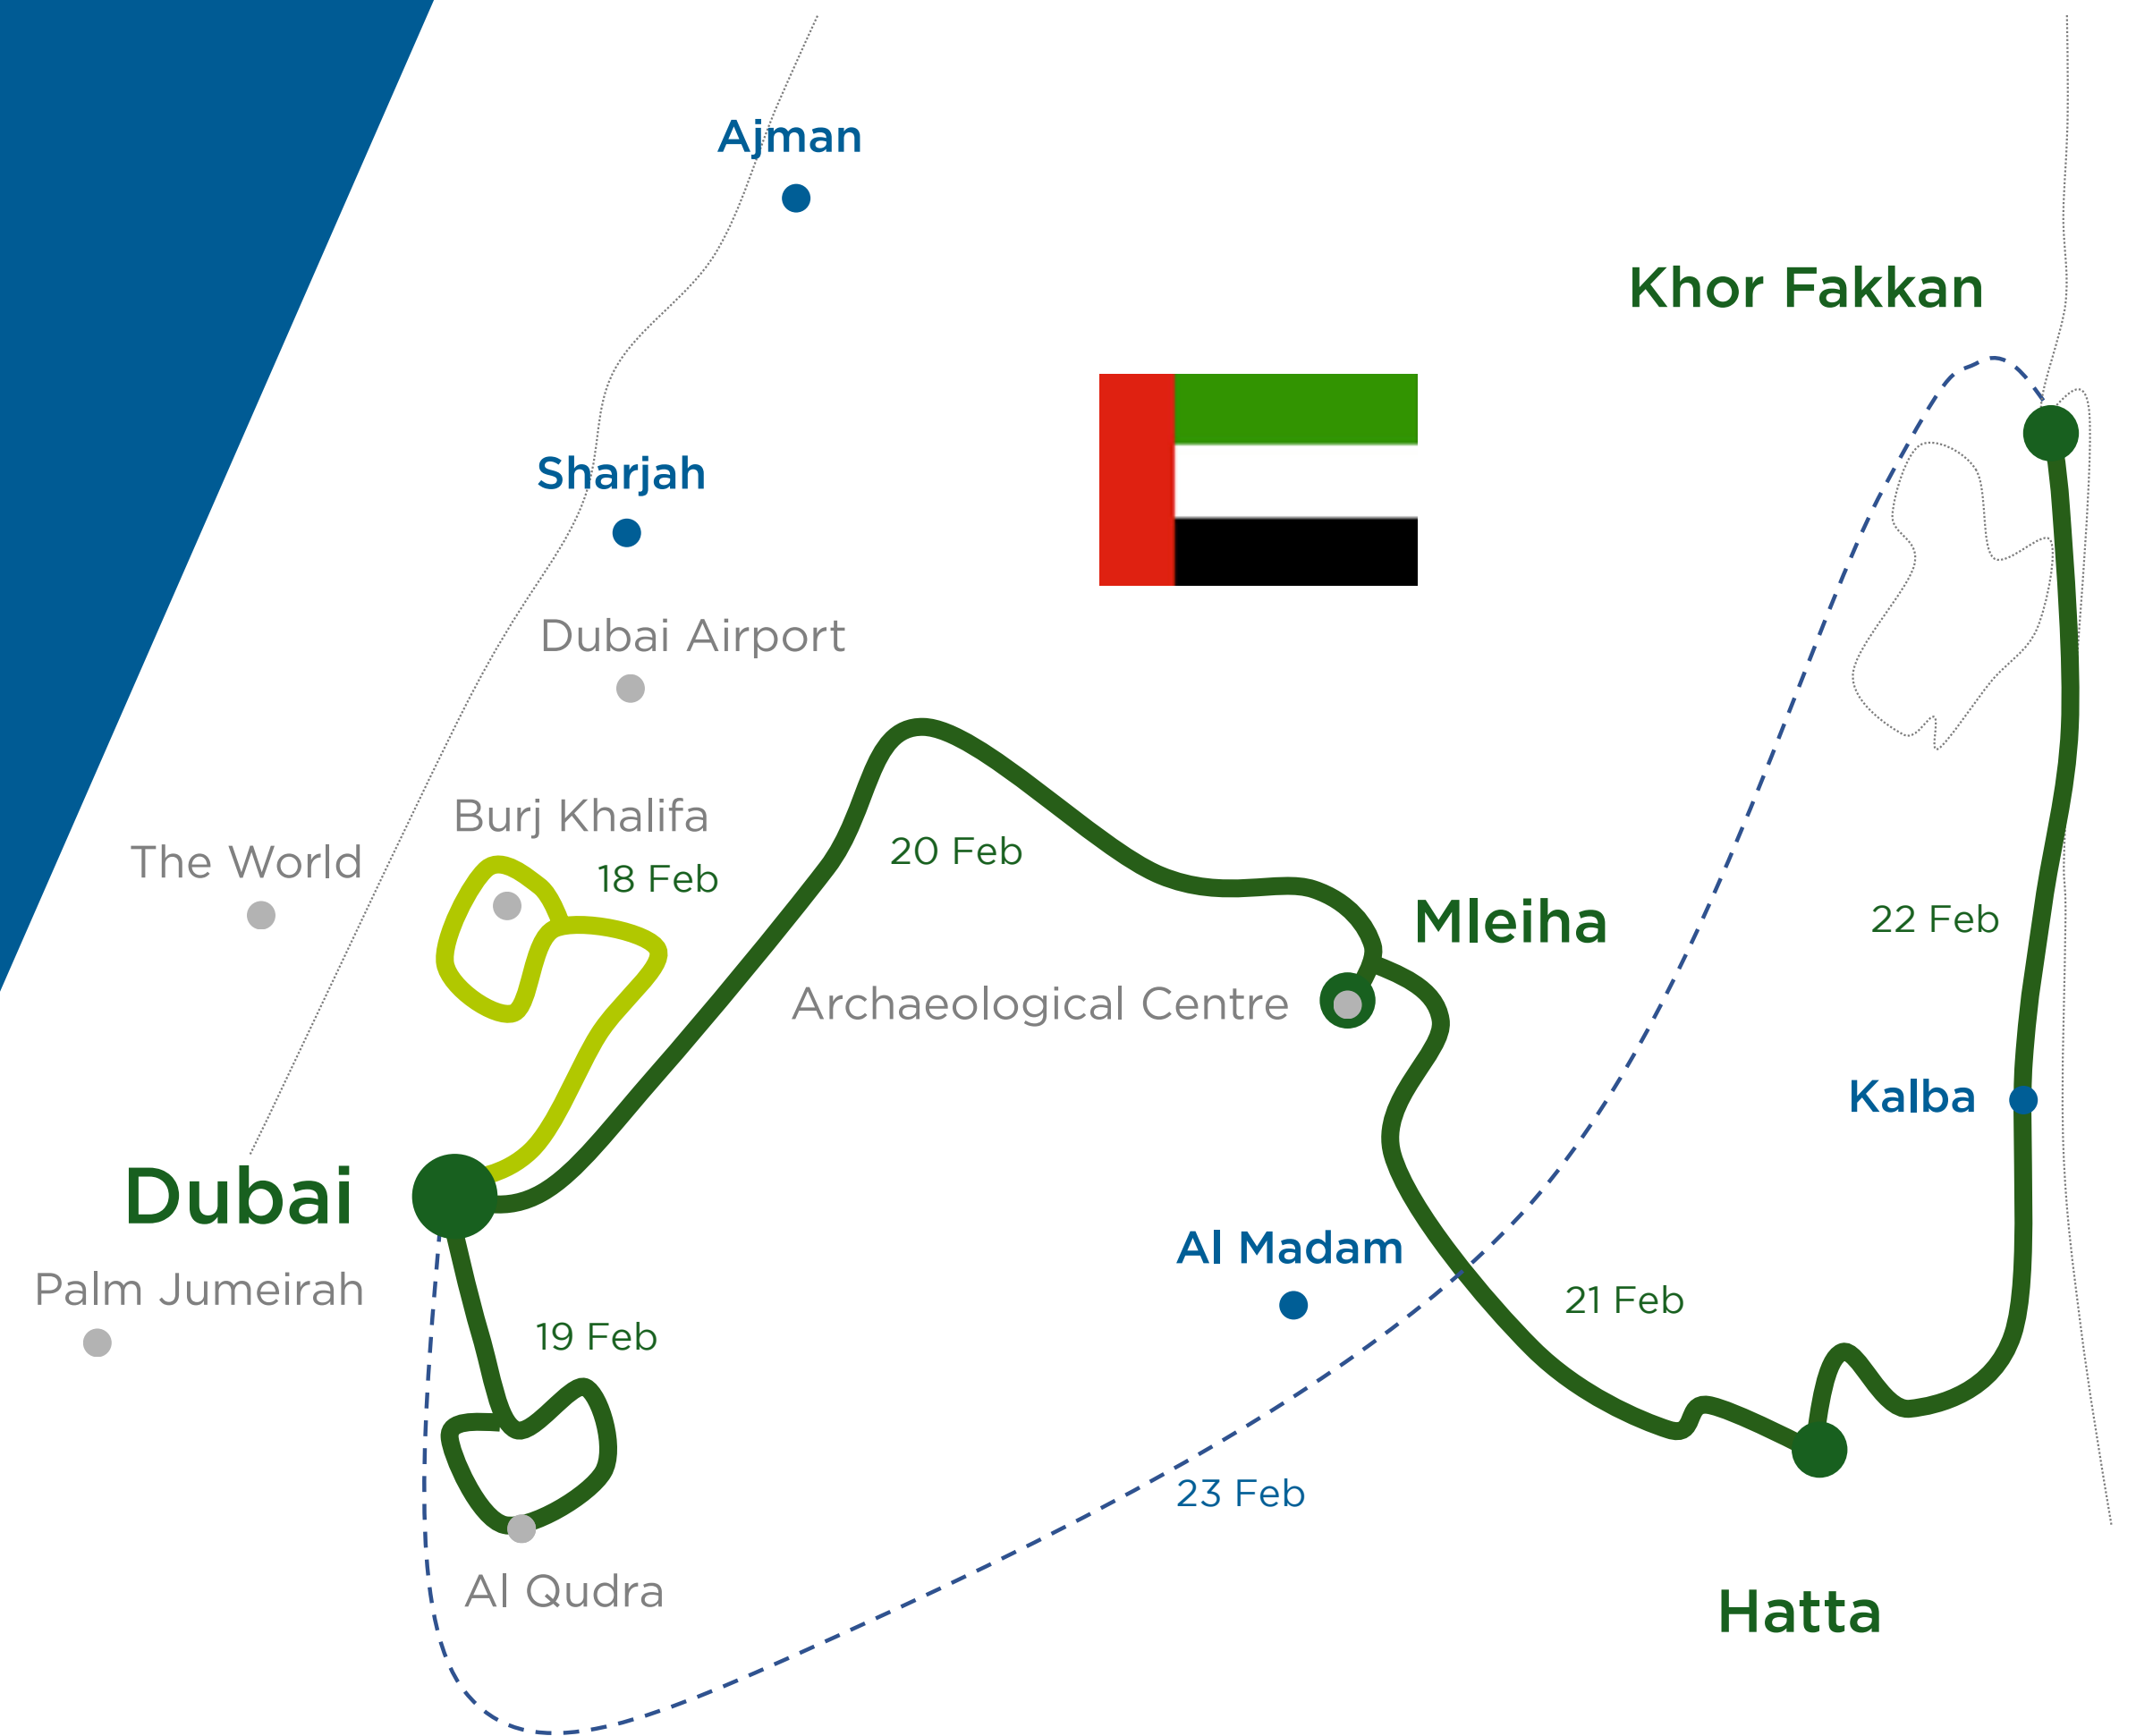 Ajman
Khor Fakkan
Sharjah
Dubai Airport
Burj Khalifa
The World
18 Feb
20 Feb
Mleiha
22 Feb
Archaeological Centre
Kalba
Dubai
Al Madam
Palm Jumeirah
21 Feb
19 Feb
23 Feb
Al Qudra
Hatta